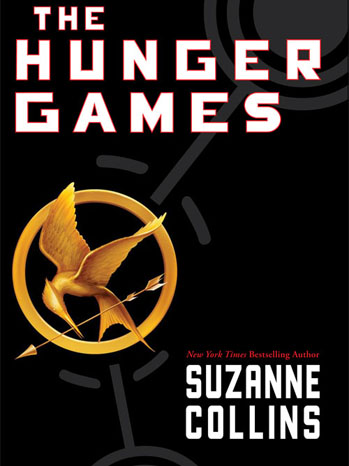 THE
HUNGER
GAMES
New York Times Bestselling Author
SUZANNE
COLLINS